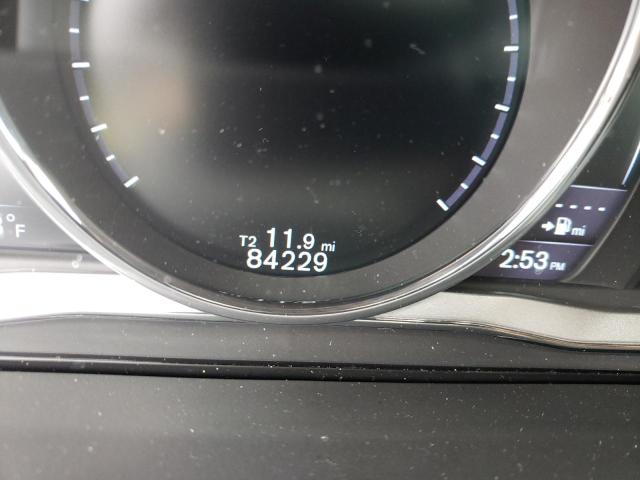 T2 11.9 mi
84229
°F
---- 
mi
2:53 PM